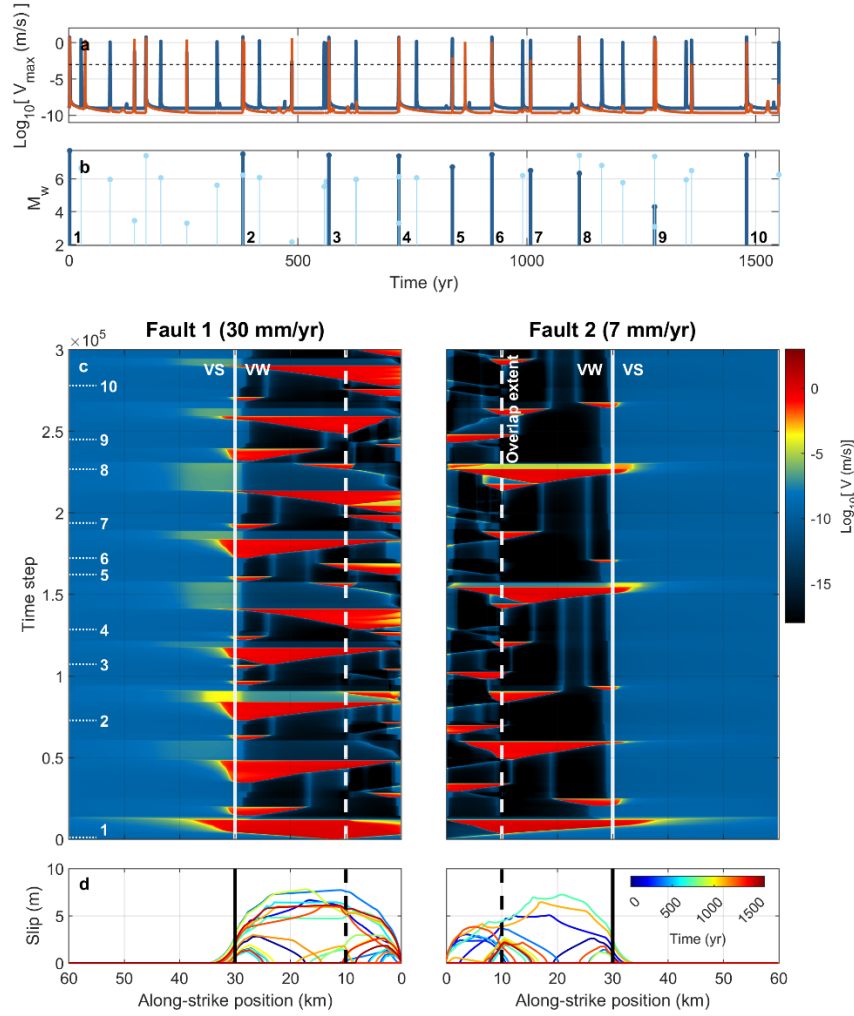 a
Log₁₀[ V_max (m/s)]
0
-5
-10
b
M_w
6
4
2
1 2 3 4 5 6 7 8 9 10
0 500 1000 1500
Time (yr)
Fault 1 (30 mm/yr) Fault 2 (7 mm/yr)
×10⁵
c
Time step
3
2.5
2
1.5
1
0.5
0
VS VW
10
9
8
7
6
5
4
3
2
1
Overlap extent
VW VS
Log₁₀[ V (m/s)]
0
-5
-10
-15
d
Slip (m)
10
5
0
60 50 40 30 20 10 0
Along-strike position (km)
0 500 1000 1500
Time (yr)
0 10 20 30 40 50 60
Along-strike position (km)